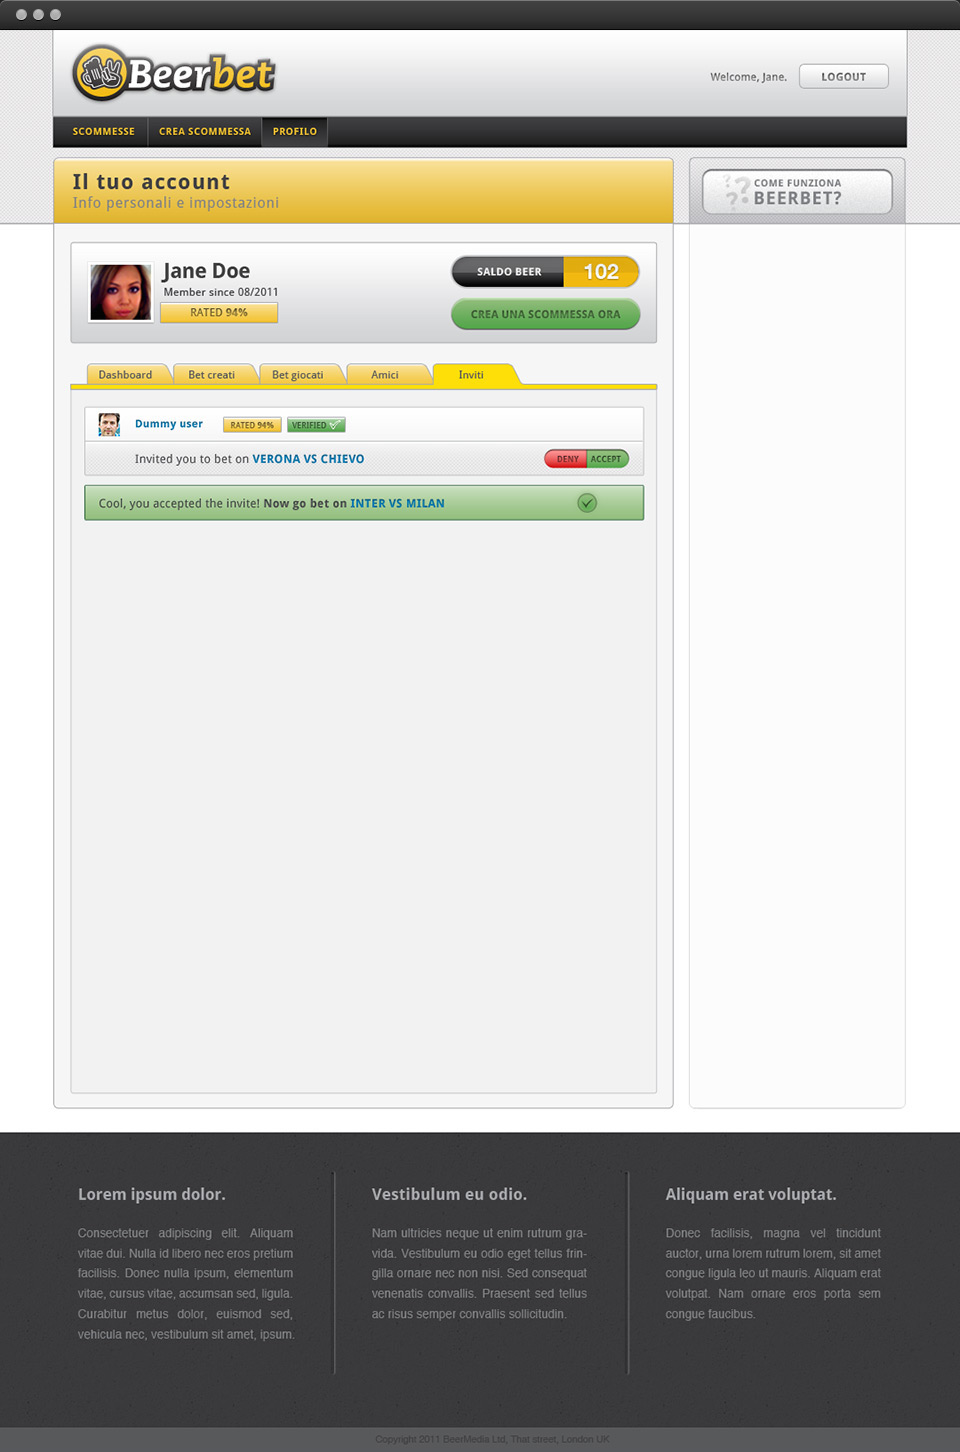 Beerbet
Welcome, Jane.
LOGOUT
SCOMMESSE
CREA SCOMMESSA
PROFILO
Il tuo account
Info personali e impostazioni
COME FUNZIONA
BEERBET?
Jane Doe
Member since 08/2011
RATED 94%
SALDO BEER 102
CREA UNA SCOMMESSA ORA
Dashboard
Bet creati
Bet giocati
Amici
Inviti
Dummy user
RATED 94%
VERIFIED
Invited you to bet on VERONA VS CHIEVO
DENY
ACCEPT
Cool, you accepted the invite! Now go bet on INTER VS MILAN
Lorem ipsum dolor.
Consectetuer adipiscing elit. Aliquam
vitae dui. Nulla id libero nec eros pretium
facilisis. Donec nulla ipsum, elementum
vitae, cursus vitae, accumsan sed, ligula.
Curabitur metus dolor, euismod sed,
vehicula nec, vestibulum sit amet, ipsum.
Vestibulum eu odio.
Nam ultricies neque ut enim rutrum gra-
vida. Vestibulum eu odio eget tellus frin-
gilla ornare nec non nisi. Sed consequat
venenatis convallis. Praesent sed tellus
ac risus semper convallis sollicitudin.
Aliquam erat voluptat.
Donec facilisis, magna vel tincidunt
auctor, urna lorem rutrum lorem, sit amet
congue ligula leo ut mauris. Aliquam erat
volutpat. Nam ornare eros porta sem
congue faucibus.
Copyright 2011 BeerMedia Ltd, That street, London UK